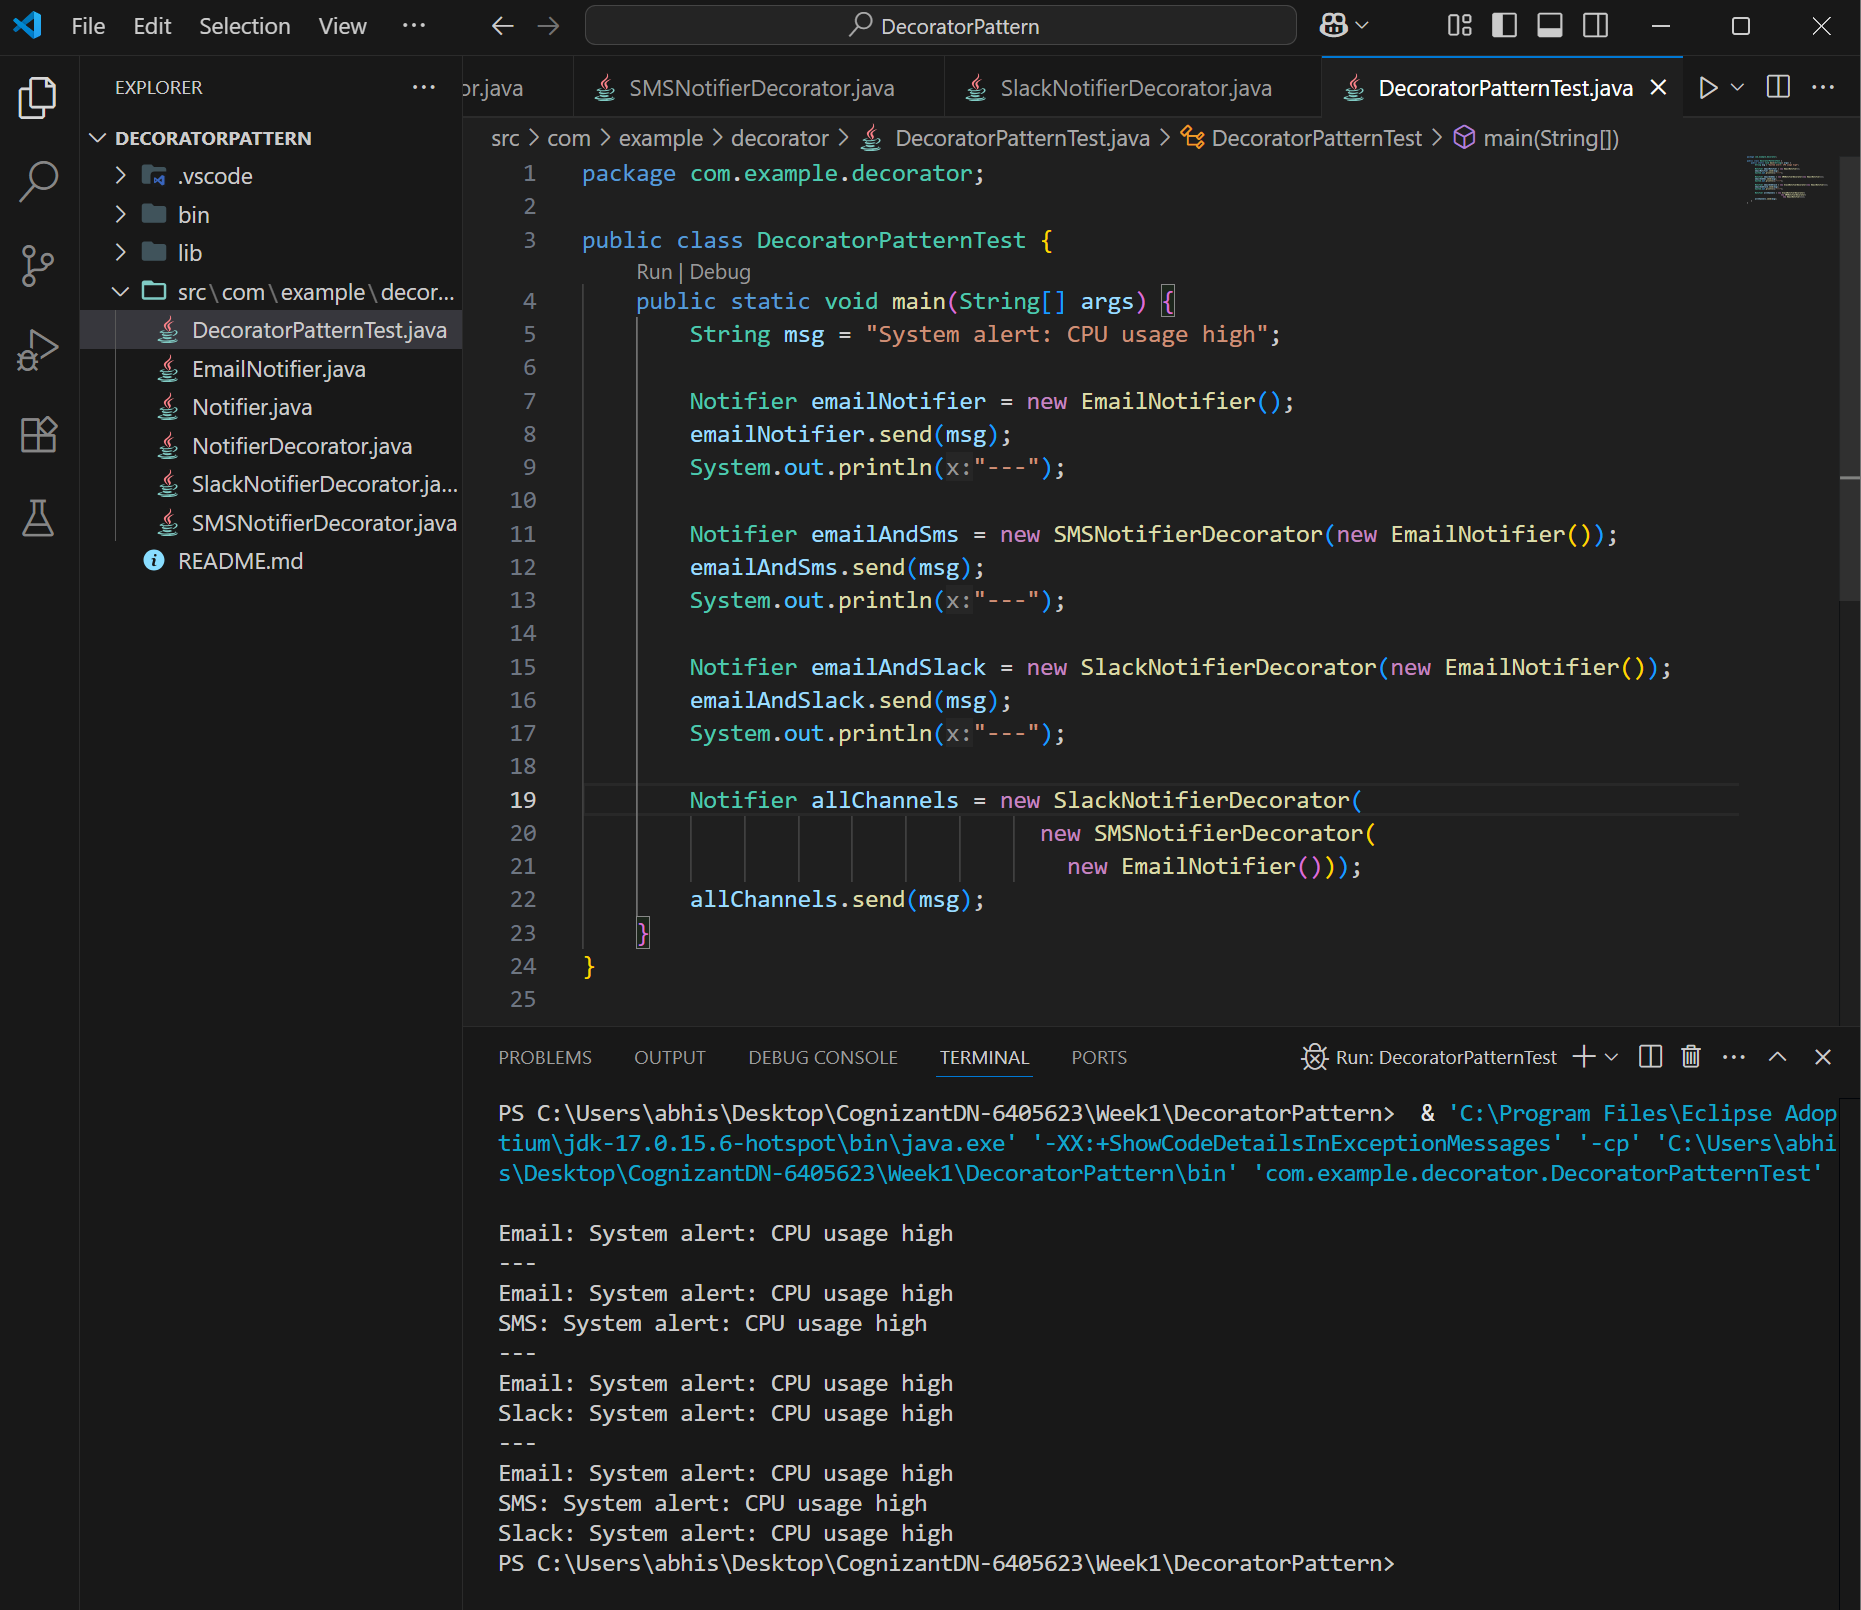 File Edit Selection View ··· DecoratorPattern
EXPLORER ···
DECORATORPATTERN
.vscode
bin
lib
src\com\example\decor...
DecoratorPatternTest.java
EmailNotifier.java
Notifier.java
NotifierDecorator.java
SlackNotifierDecorator.ja...
SMSNotifierDecorator.java
README.md
or.java SMSNotifierDecorator.java SlackNotifierDecorator.java DecoratorPatternTest.java
src > com > example > decorator > DecoratorPatternTest.java > DecoratorPatternTest > main(String[])
1 package com.example.decorator;
2
3 public class DecoratorPatternTest {
Run | Debug
4 public static void main(String[] args) {
5 String msg = "System alert: CPU usage high";
6
7 Notifier emailNotifier = new EmailNotifier();
8 emailNotifier.send(msg);
9 System.out.println(x:"---");
10
11 Notifier emailAndSms = new SMSNotifierDecorator(new EmailNotifier());
12 emailAndSms.send(msg);
13 System.out.println(x:"---");
14
15 Notifier emailAndSlack = new SlackNotifierDecorator(new EmailNotifier());
16 emailAndSlack.send(msg);
17 System.out.println(x:"---");
18
19 Notifier allChannels = new SlackNotifierDecorator(
20 new SMSNotifierDecorator(
21 new EmailNotifier()));
22 allChannels.send(msg);
23 }
24 }
25
PROBLEMS OUTPUT DEBUG CONSOLE TERMINAL PORTS Run: DecoratorPatternTest
PS C:\Users\abhis\Desktop\CognizantDN-6405623\Week1\DecoratorPattern> & 'C:\Program Files\Eclipse Adop
tium\jdk-17.0.15.6-hotspot\bin\java.exe' '-XX:+ShowCodeDetailsInExceptionMessages' '-cp' 'C:\Users\abhi
s\Desktop\CognizantDN-6405623\Week1\DecoratorPattern\bin' 'com.example.decorator.DecoratorPatternTest'
Email: System alert: CPU usage high
---
Email: System alert: CPU usage high
SMS: System alert: CPU usage high
---
Email: System alert: CPU usage high
Slack: System alert: CPU usage high
---
Email: System alert: CPU usage high
SMS: System alert: CPU usage high
Slack: System alert: CPU usage high
PS C:\Users\abhis\Desktop\CognizantDN-6405623\Week1\DecoratorPattern>